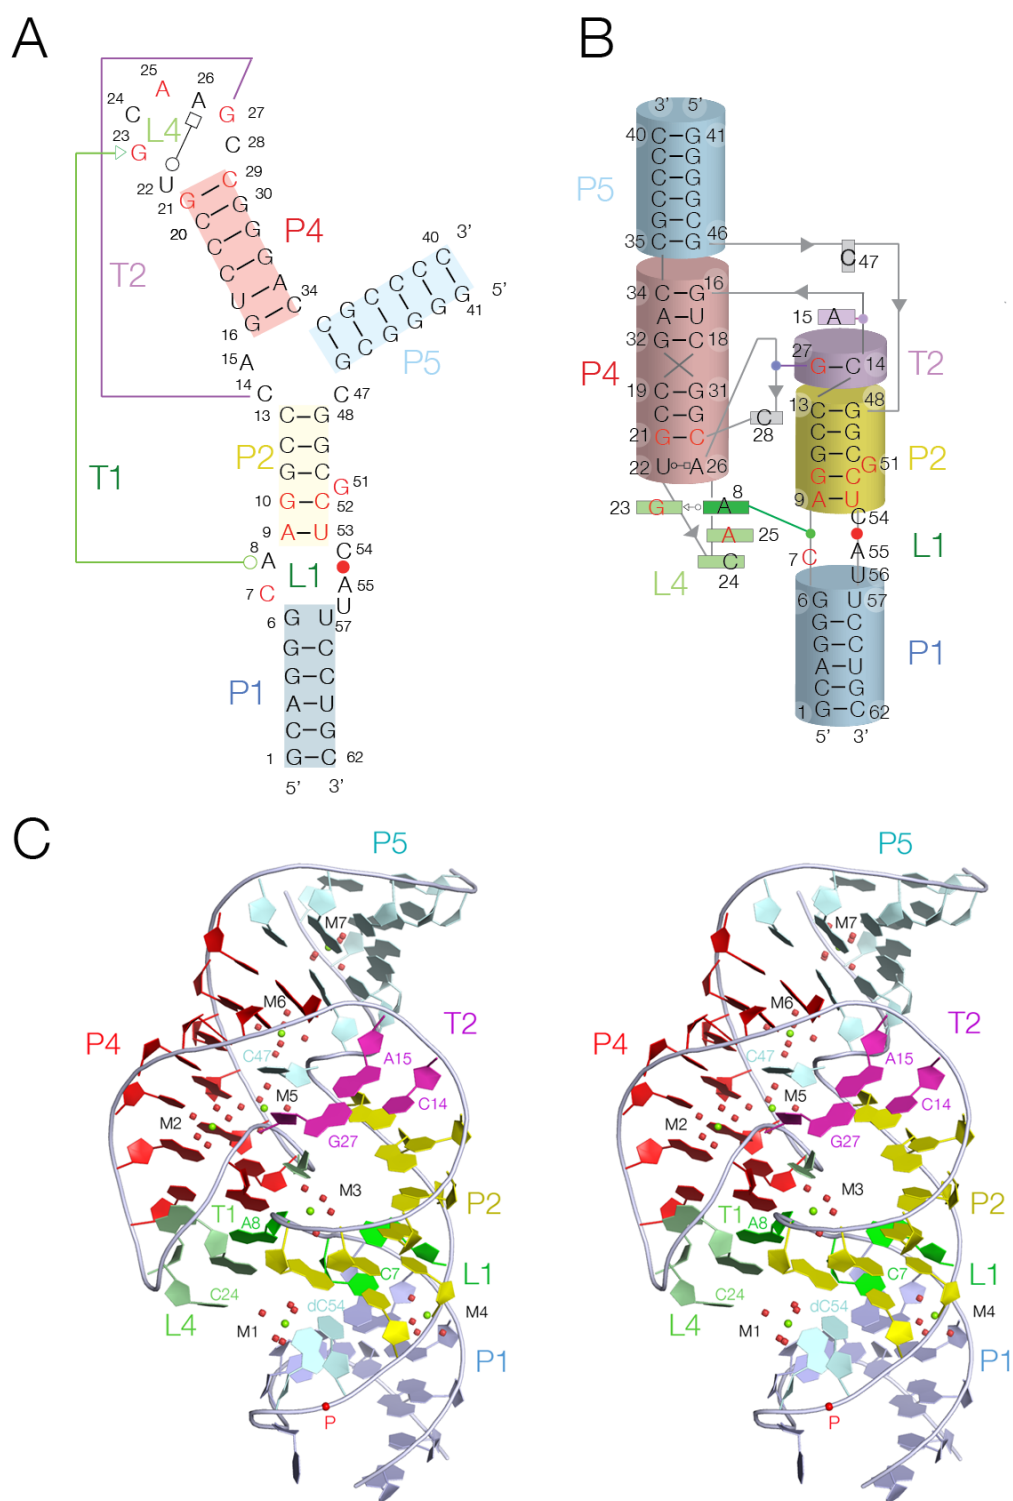 A
B
25
A
26
A
24
C
G
27
23
L4
G
C
28
22
U
29
C
30
21
G
G
20
C
G
P4
C
G
40
3'
C
A
34
T2
U
C
C
G
C
C
C
C
C
5'
16
G
G
G
G
G
C
G
41
15
A
P5
14
C
C
47
13
C
G
48
P2
C
G
G
C
G
51
T1
10
G
C
52
9
A
U
53
8
A
C
54
L1
7
C
A
55
6
G
U
U
57
G
C
G
C
P1
A
U
C
G
1
G
C
62
5'
3'
3' 5'
40 C G 41
C G
P5
C G
C G
G C
35 C G 46
C 47
34 C G 16
A U
15 A
32 G C 18
27 G C 14
T2
P4
19 C G 31
13 C G 48
C G
C
28
C G
P2
21 G C
G C G 51
22 U A 26
G U
9 A
8
23 G A
C 54
A 25
L1
7 C
A 55
C
24
U 56
L4
6 G U 57
G C
G C
P1
A U
C G
1 G C 62
5' 3'
C
P5
P5
M7
M7
M6
M6
T2
T2
P4
P4
C47
A15
C47
A15
M5
C14
M5
C14
M2
G27
M2
G27
M3
P2
M3
P2
T1
A8
T1
A8
C7
L1
C7
L1
C24
dC54
C24
dC54
L4
M1
M4
L4
M1
M4
P1
P1
P
P